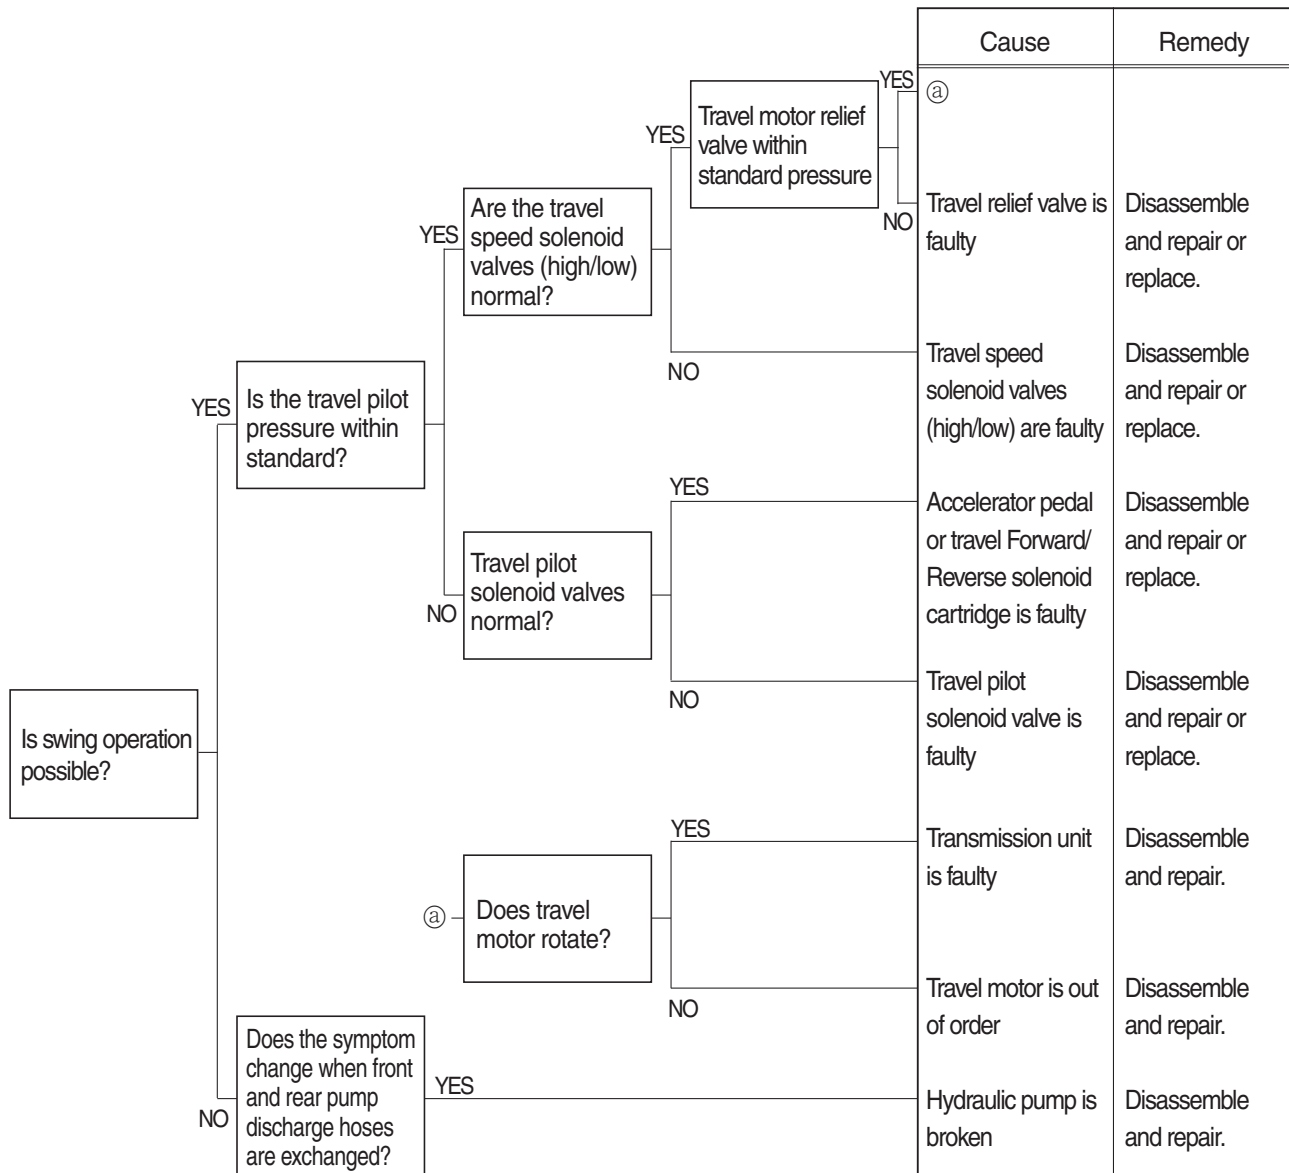 Cause
Remedy
YES
ⓐ
Travel motor relief
valve within
standard pressure
YES
NO
Travel relief valve is
faulty
Disassemble
and repair or
replace.
Are the travel
speed solenoid
valves (high/low)
normal?
YES
NO
Travel speed
solenoid valves
(high/low) are faulty
Disassemble
and repair or
replace.
YES
Is the travel pilot
pressure within
standard?
YES
Accelerator pedal
or travel Forward/
Reverse solenoid
cartridge is faulty
Disassemble
and repair or
replace.
NO
Travel pilot
solenoid valves
normal?
NO
Travel pilot
solenoid valve is
faulty
Disassemble
and repair or
replace.
Is swing operation
possible?
YES
Transmission unit
is faulty
Disassemble
and repair.
ⓐ
Does travel
motor rotate?
NO
Travel motor is out
of order
Disassemble
and repair.
NO
Does the symptom
change when front
and rear pump
discharge hoses
are exchanged?
YES
Hydraulic pump is
broken
Disassemble
and repair.